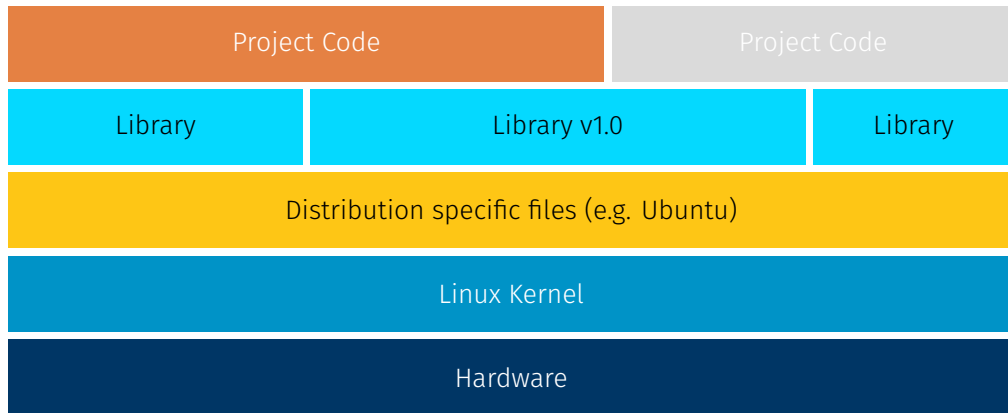 Project Code
Project Code
Library
Library v1.0
Library
Distribution specific files (e.g. Ubuntu)
Linux Kernel
Hardware